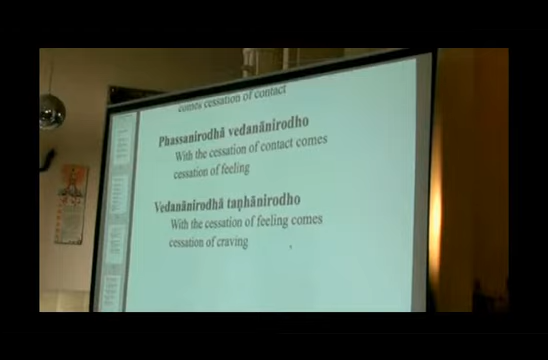 comes cessation of contact
Phassanirodhā vedanānirodho
With the cessation of contact comes
cessation of feeling
Vedanānirodhā taṇhānirodho
With the cessation of feeling comes
cessation of craving